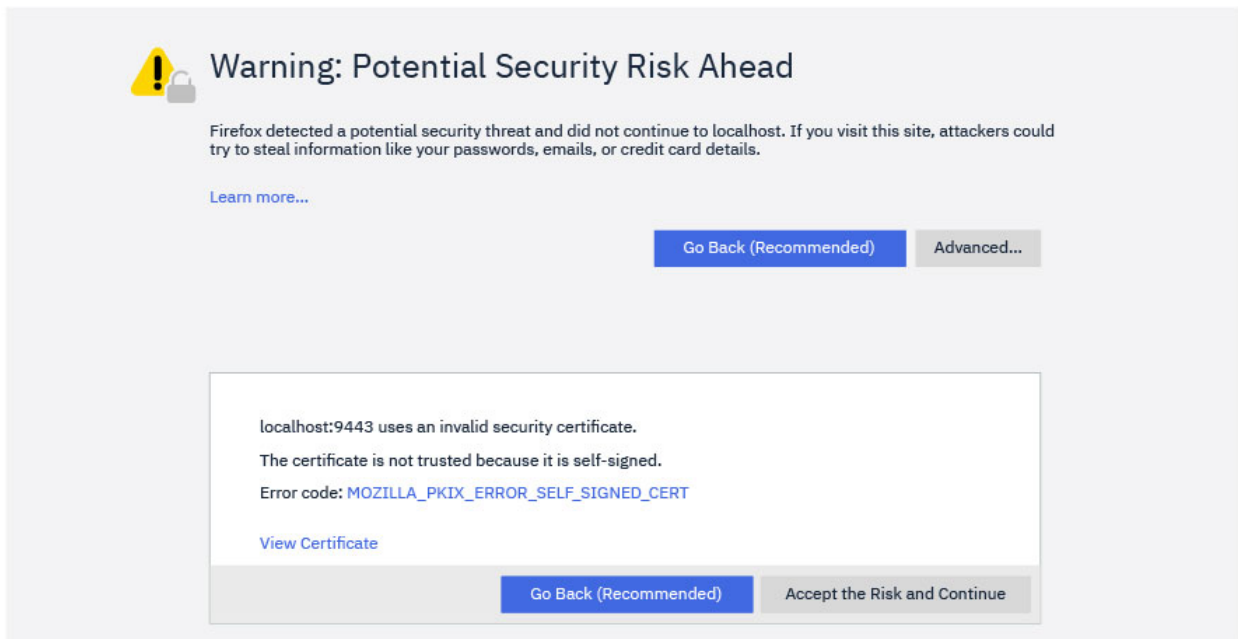 Warning: Potential Security Risk Ahead
Firefox detected a potential security threat and did not continue to localhost. If you visit this site, attackers could
try to steal information like your passwords, emails, or credit card details.
Learn more...
Go Back (Recommended)
Advanced...
localhost:9443 uses an invalid security certificate.
The certificate is not trusted because it is self-signed.
Error code: MOZILLA_PKIX_ERROR_SELF_SIGNED_CERT
View Certificate
Go Back (Recommended)
Accept the Risk and Continue